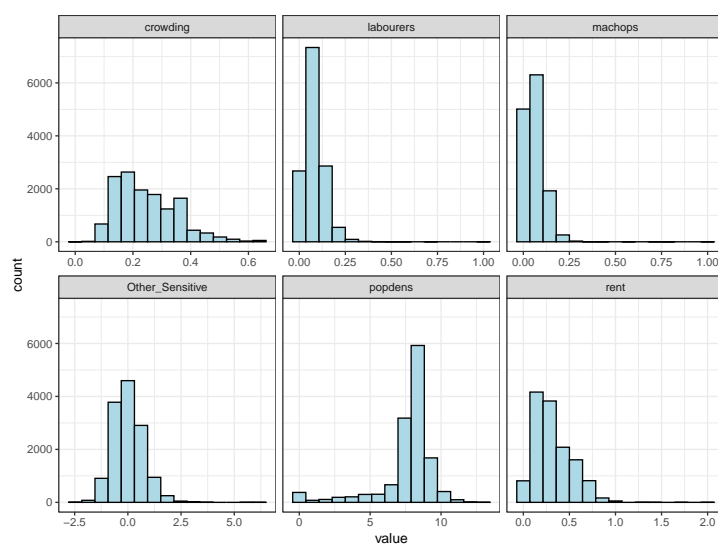 crowding labourers machops
6000
4000
2000
0
0.0 0.2 0.4 0.6 0.00 0.25 0.50 0.75 1.00 0.00 0.25 0.50 0.75 1.00
count
Other_Sensitive popdens rent
6000
4000
2000
0
−2.5 0.0 2.5 5.0 0 5 10 0.0 0.5 1.0 1.5 2.0
value